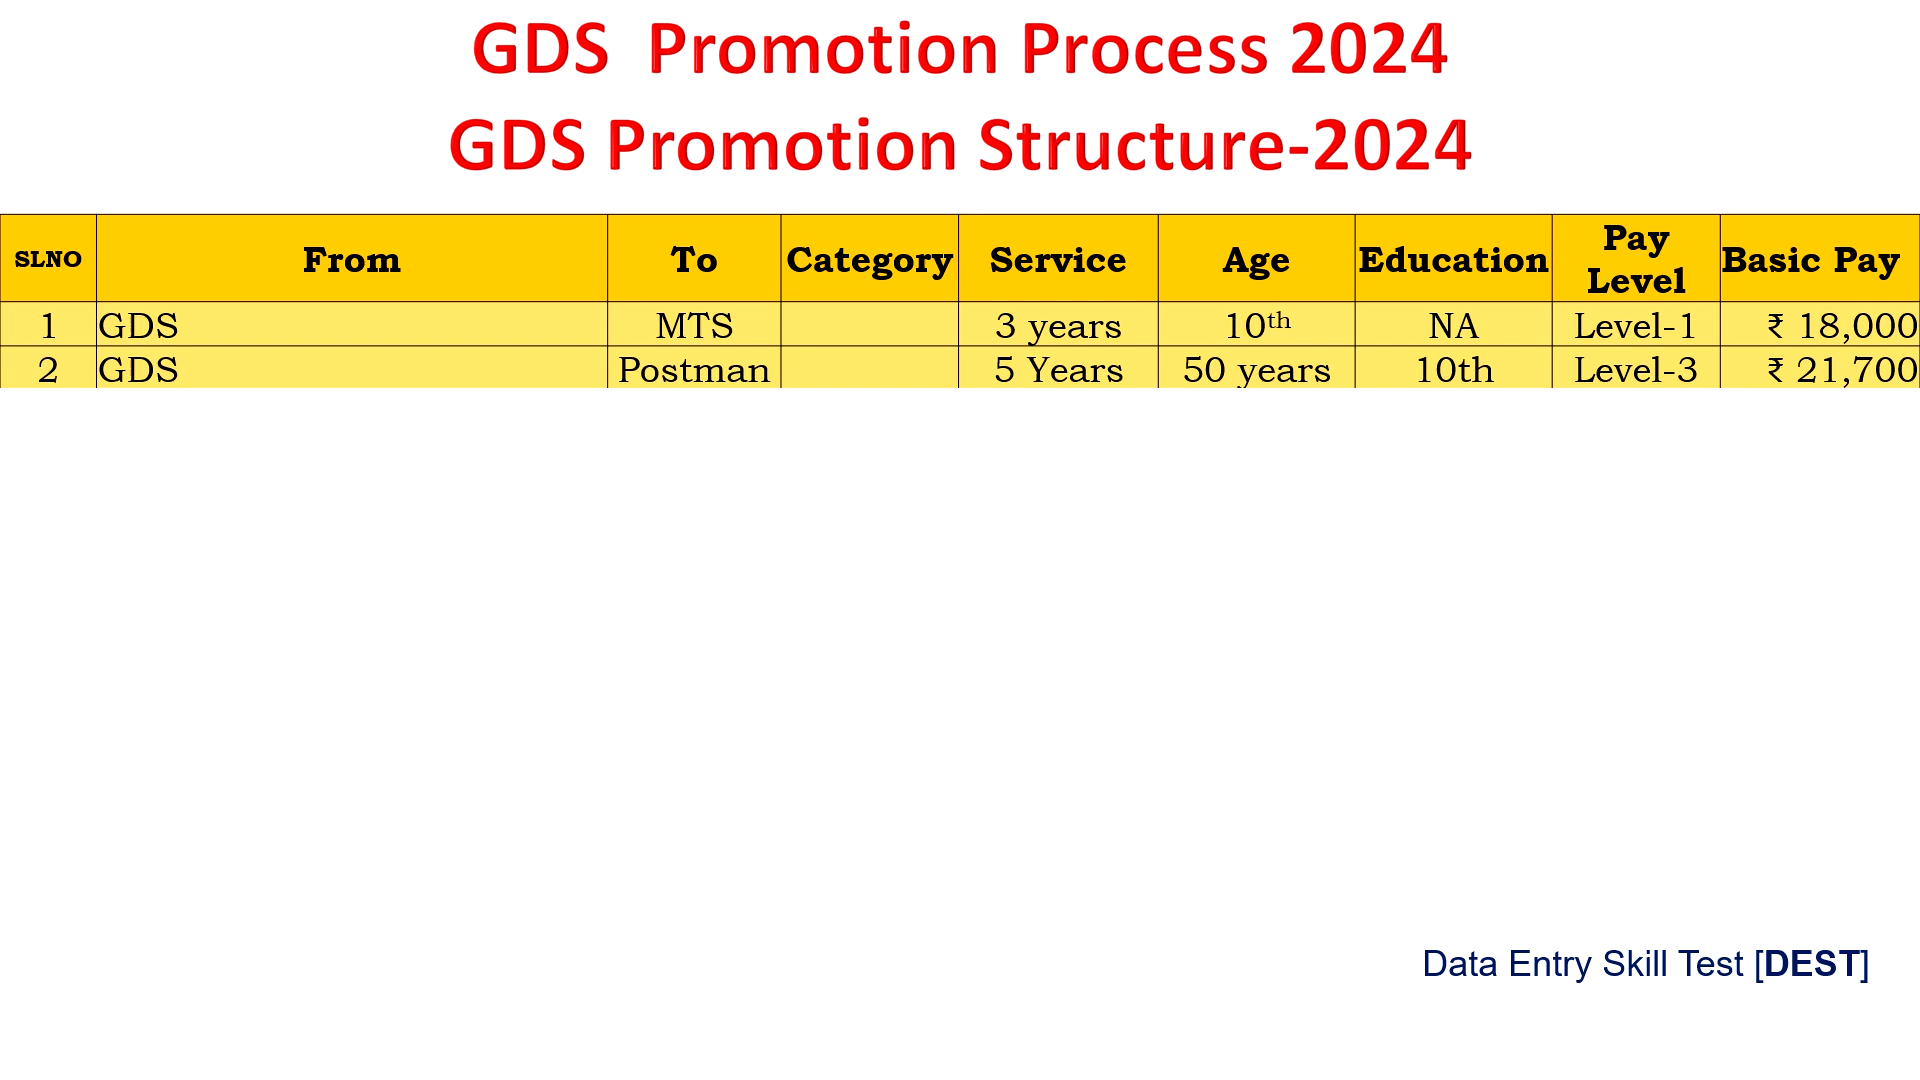 GDS  Promotion Process 2024
GDS Promotion Structure-2024
SLNO From To Category Service Age Education Pay Level Basic Pay
1 GDS MTS 3 years 10th NA Level-1 ₹ 18,000
2 GDS Postman 5 Years 50 years 10th Level-3 ₹ 21,700
Data Entry Skill Test [DEST]